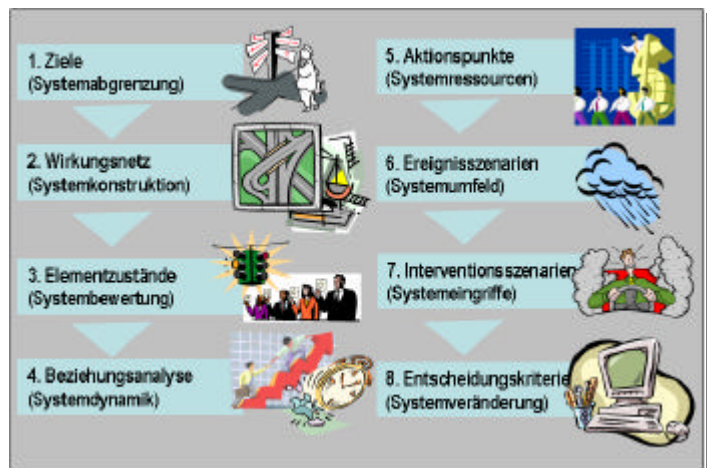 1. Ziele
(Systemabgrenzung)
2. Wirkungsnetz
(Systemkonstruktion)
3. Elementzustände
(Systembewertung)
4. Beziehungsanalyse
(Systemdynamik)
5. Aktionspunkte
(Systemressourcen)
6. Ereignisszenarien
(Systemumfeld)
7. Interventionsszenarien
(Systemeingriffe)
8. Entscheidungskriterie
(Systemveränderung)